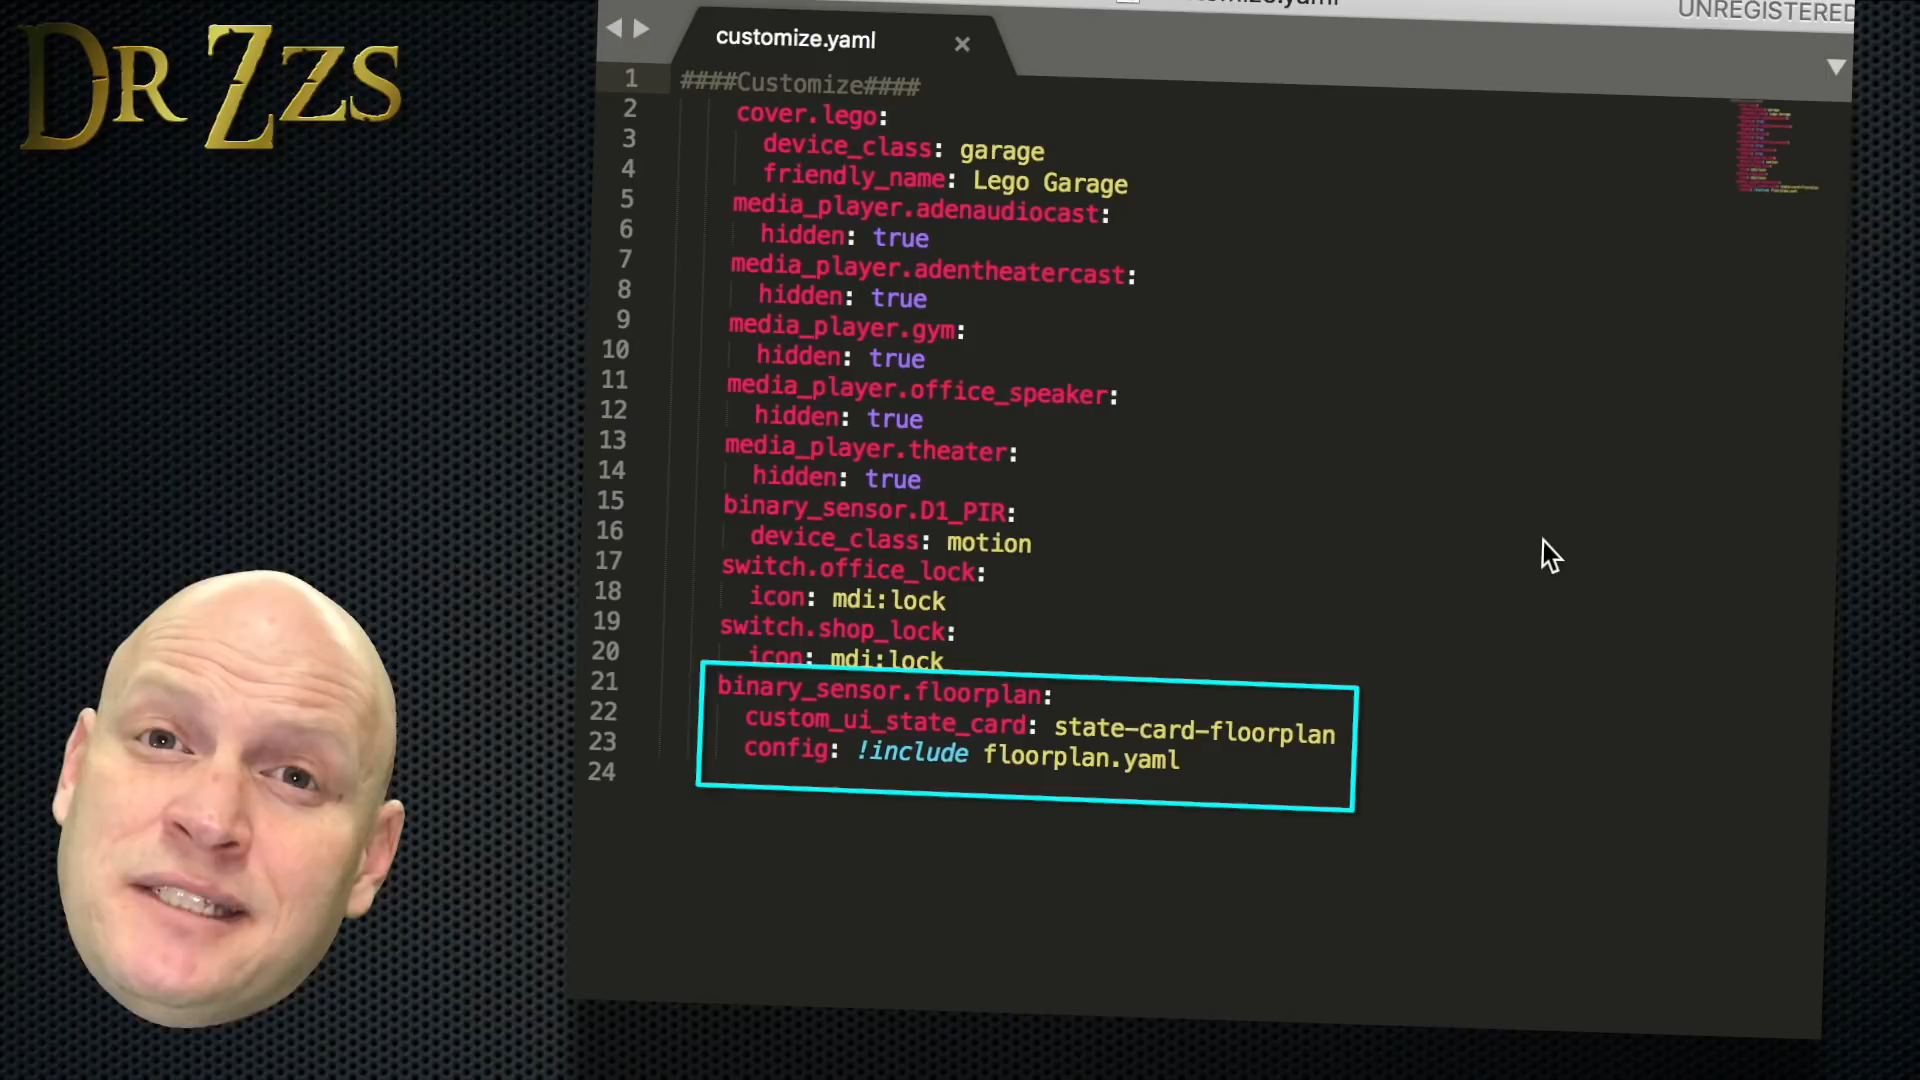 DR ZZS
UNREGISTERED
customize.yaml
1 ####Customize####
2 cover.lego:
3 device_class: garage
4 friendly_name: Lego Garage
5 media_player.adenaudiocast:
6 hidden: true
7 media_player.adentheatercast:
8 hidden: true
9 media_player.gym:
10 hidden: true
11 media_player.office_speaker:
12 hidden: true
13 media_player.theater:
14 hidden: true
15 binary_sensor.D1_PIR:
16 device_class: motion
17 switch.office_lock:
18 icon: mdi:lock
19 switch.shop_lock:
20 icon: mdi:lock
21 binary_sensor.floorplan:
22 custom_ui_state_card: state-card-floorplan
23 config: !include floorplan.yaml
24